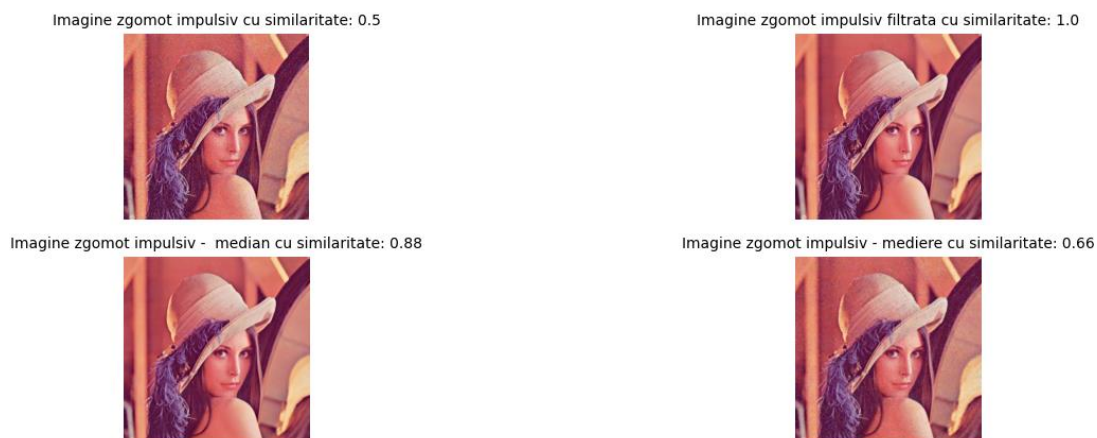 Imagine zgomot impulsiv cu similaritate: 0.5
Imagine zgomot impulsiv filtrata cu similaritate: 1.0
Imagine zgomot impulsiv -  median cu similaritate: 0.88
Imagine zgomot impulsiv - mediere cu similaritate: 0.66